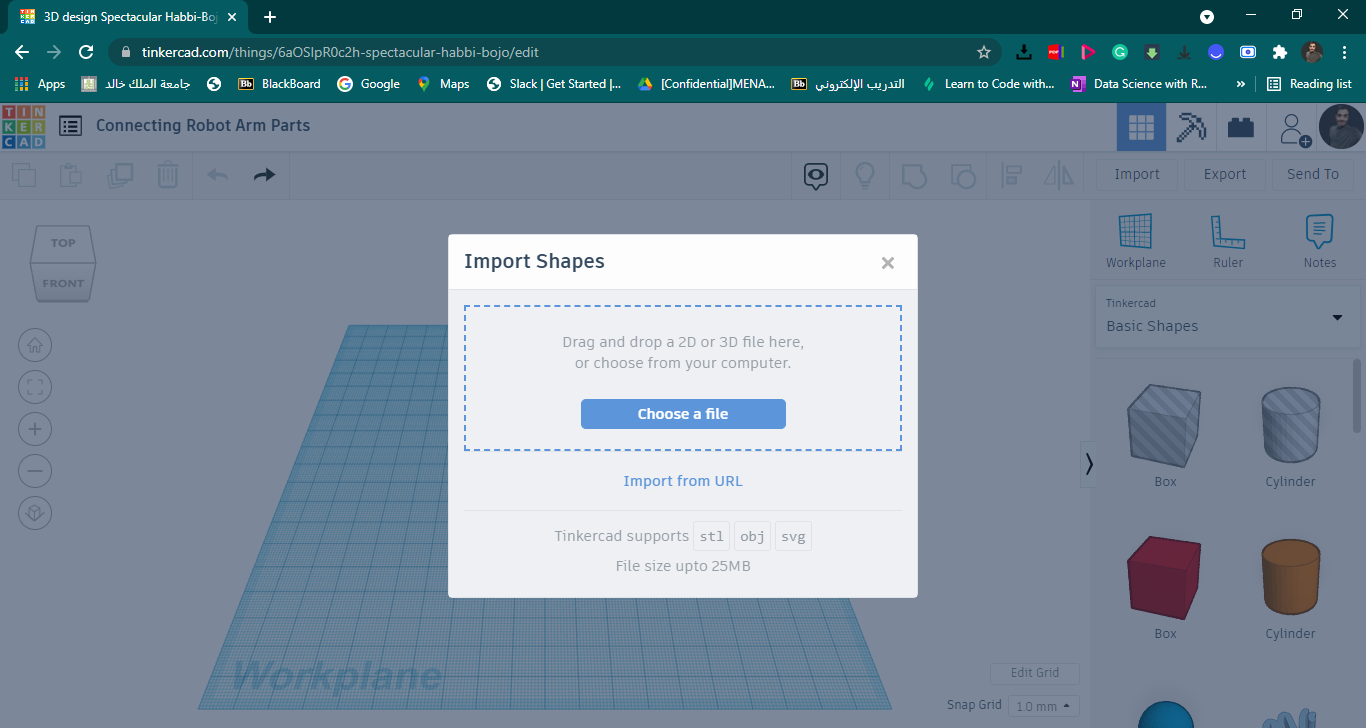 3D design Spectacular Habbi-Boj
tinkercad.com/things/6aOSlpR0c2h-spectacular-habbi-bojo/edit
Apps
جامعة الملك خالد
Bb BlackBoard
Google
Maps
Slack | Get Started |...
[Confidential]MENA...
Bb التدريب الإلكتروني
Learn to Code with...
Data Science with R...
»
Reading list
TIN
KER
CAD
Connecting Robot Arm Parts
Import
Export
Send To
TOP
FRONT
Workplane
Ruler
Notes
Tinkercad
Basic Shapes
Import Shapes
Drag and drop a 2D or 3D file here,
or choose from your computer.
Choose a file
Import from URL
Tinkercad supports stl obj svg
File size upto 25MB
Box
Cylinder
Box
Cylinder
Workplane
Edit Grid
Snap Grid 1.0 mm